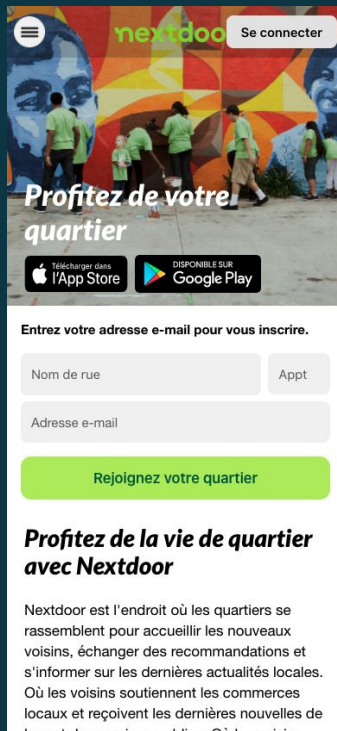 nextdoo
Se connecter
Profitez de votre
quartier
Télécharger dans
l'App Store
DISPONIBLE SUR
Google Play
Entrez votre adresse e-mail pour vous inscrire.
Nom de rue
Appt
Adresse e-mail
Rejoignez votre quartier
Profitez de la vie de quartier
avec Nextdoor
Nextdoor est l'endroit où les quartiers se
rassemblent pour accueillir les nouveaux
voisins, échanger des recommandations et
s'informer sur les dernières actualités locales.
Où les voisins soutiennent les commerces
locaux et reçoivent les dernières nouvelles de